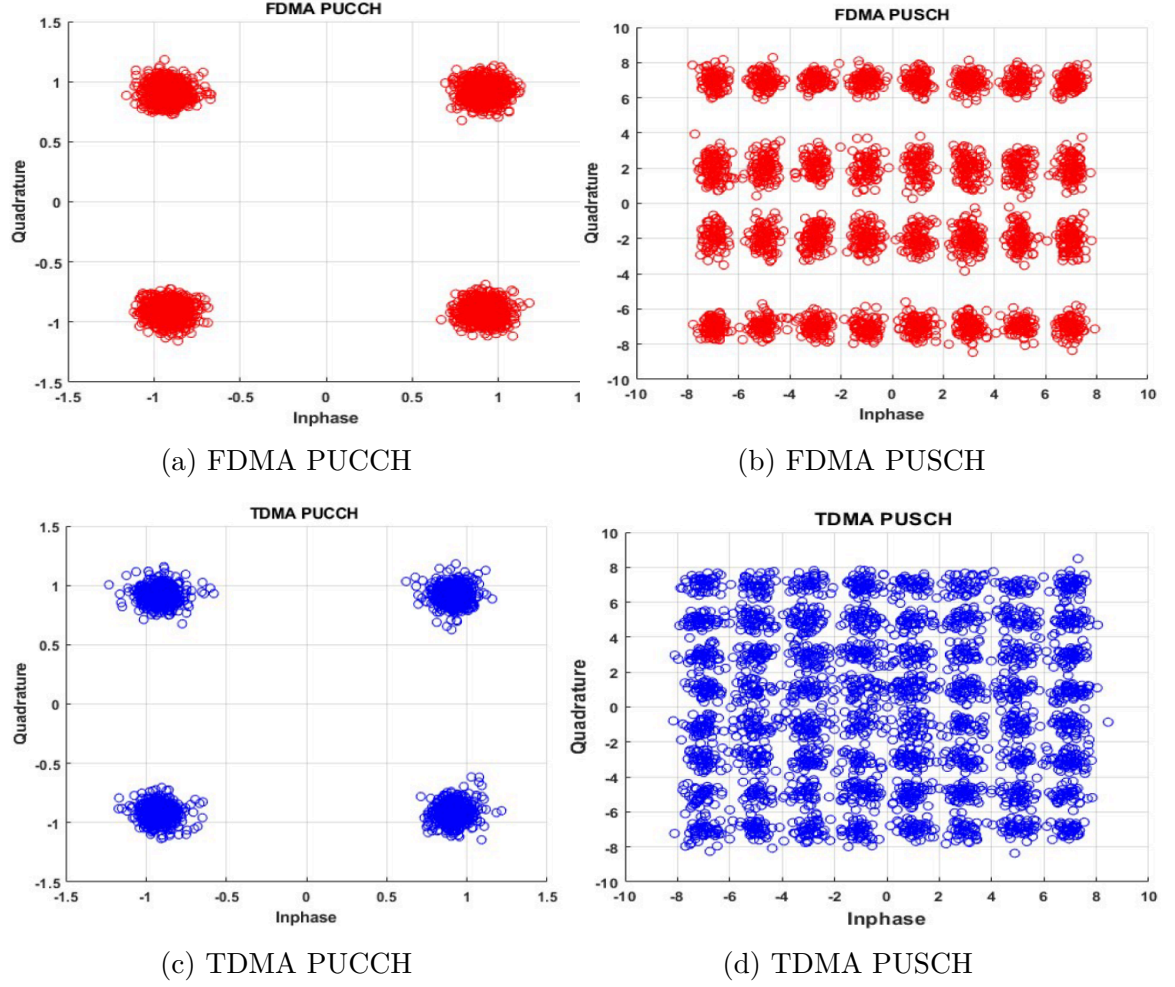 FDMA PUCCH
1.5
1
0.5
0
-0.5
-1
-1.5
Quadrature
-1.5 -1 -0.5 0 0.5 1 1
Inphase
(a) FDMA PUCCH
FDMA PUSCH
10
8
6
4
2
0
-2
-4
-6
-8
-10
Quadrature
-10 -8 -6 -4 -2 0 2 4 6 8 10
Inphase
(b) FDMA PUSCH
TDMA PUCCH
1.5
1
0.5
0
-0.5
-1
-1.5
Quadrature
-1.5 -1 -0.5 0 0.5 1 1.5
Inphase
(c) TDMA PUCCH
TDMA PUSCH
10
8
6
4
2
0
-2
-4
-6
-8
-10
Quadrature
-10 -8 -6 -4 -2 0 2 4 6 8 10
Inphase
(d) TDMA PUSCH